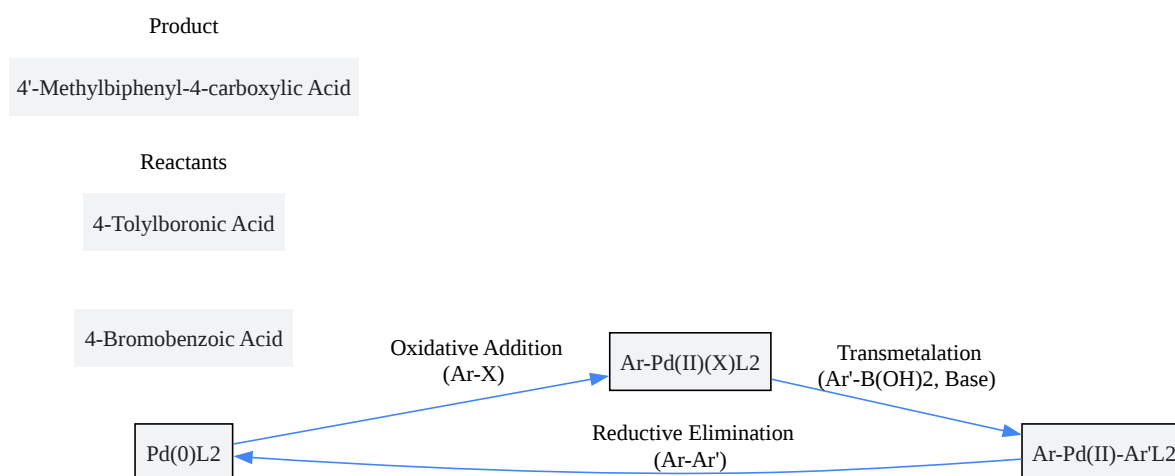 Product
4'-Methylbiphenyl-4-carboxylic Acid
Reactants
4-Tolylboronic Acid
4-Bromobenzoic Acid
Oxidative Addition
(Ar-X)
Ar-Pd(II)(X)L2
Transmetalation
(Ar'-B(OH)2, Base)
Pd(0)L2
Reductive Elimination
(Ar-Ar')
Ar-Pd(II)-Ar'L2